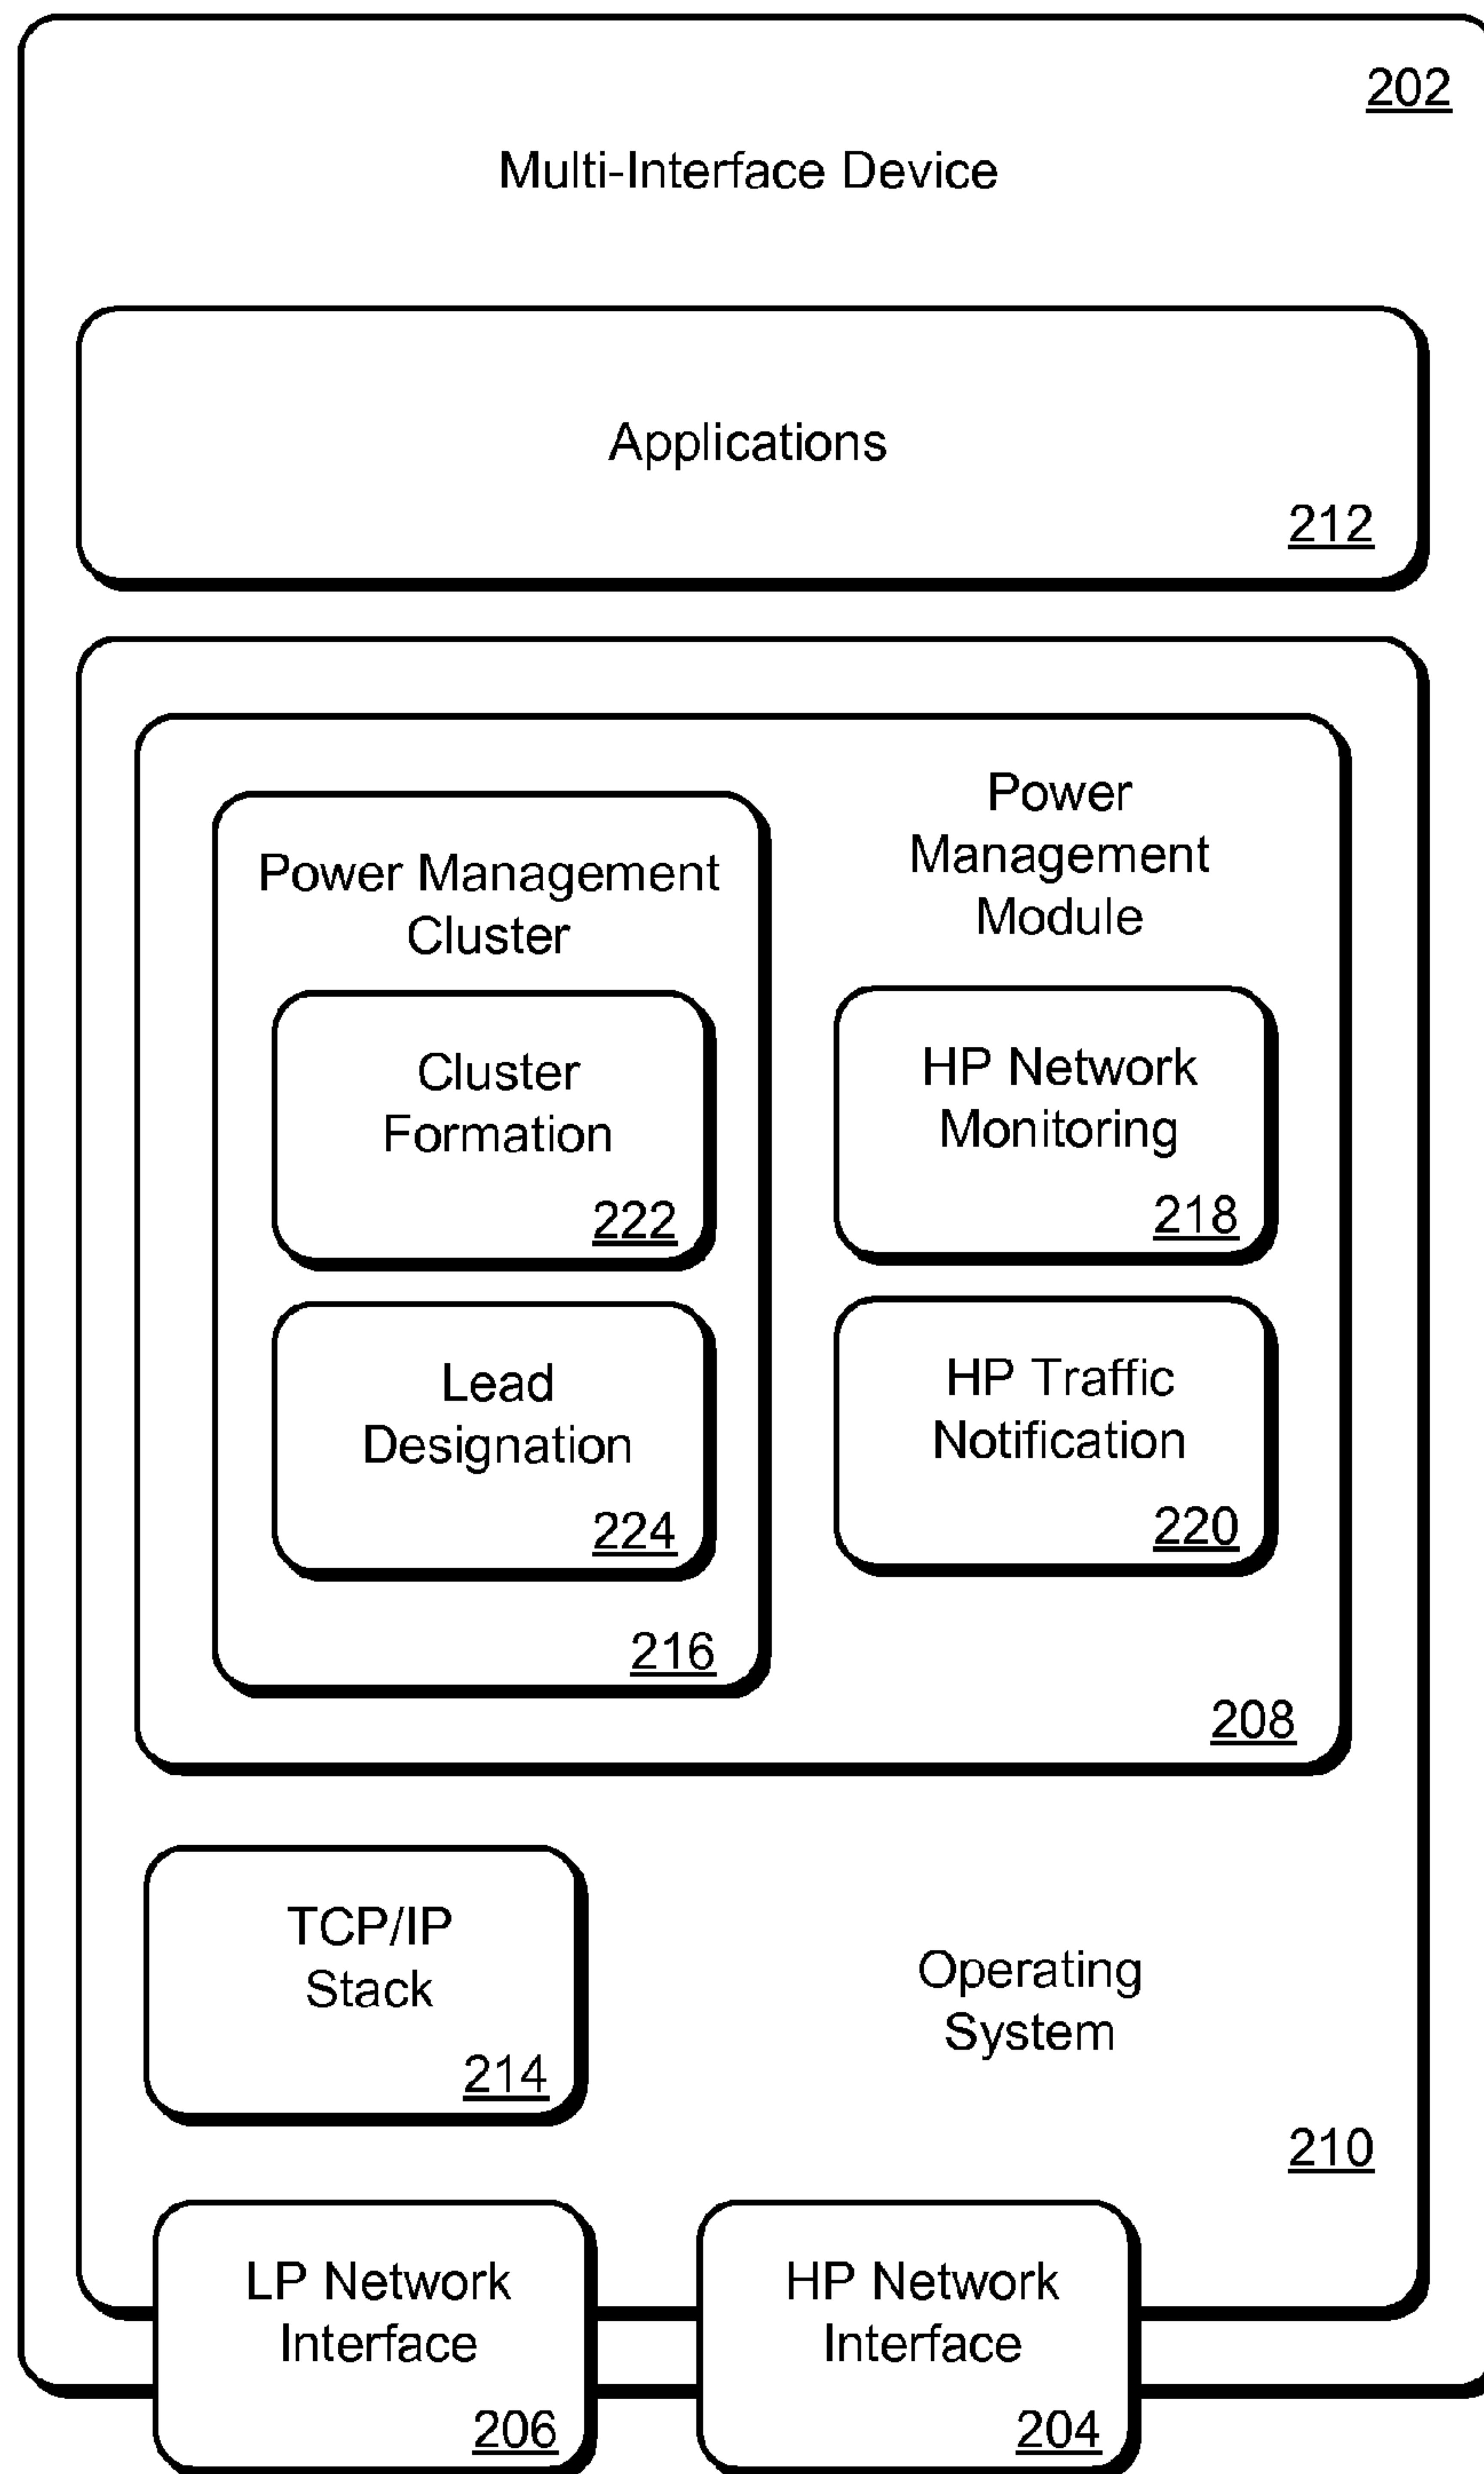 202
Multi-Interface Device
Applications
212
Power
Management
Module
Power Management
Cluster
Cluster
Formation
222
Lead
Designation
224
216
HP Network
Monitoring
218
HP Traffic
Notification
220
208
TCP/IP
Stack
214
Operating
System
210
LP Network
Interface
206
HP Network
Interface
204